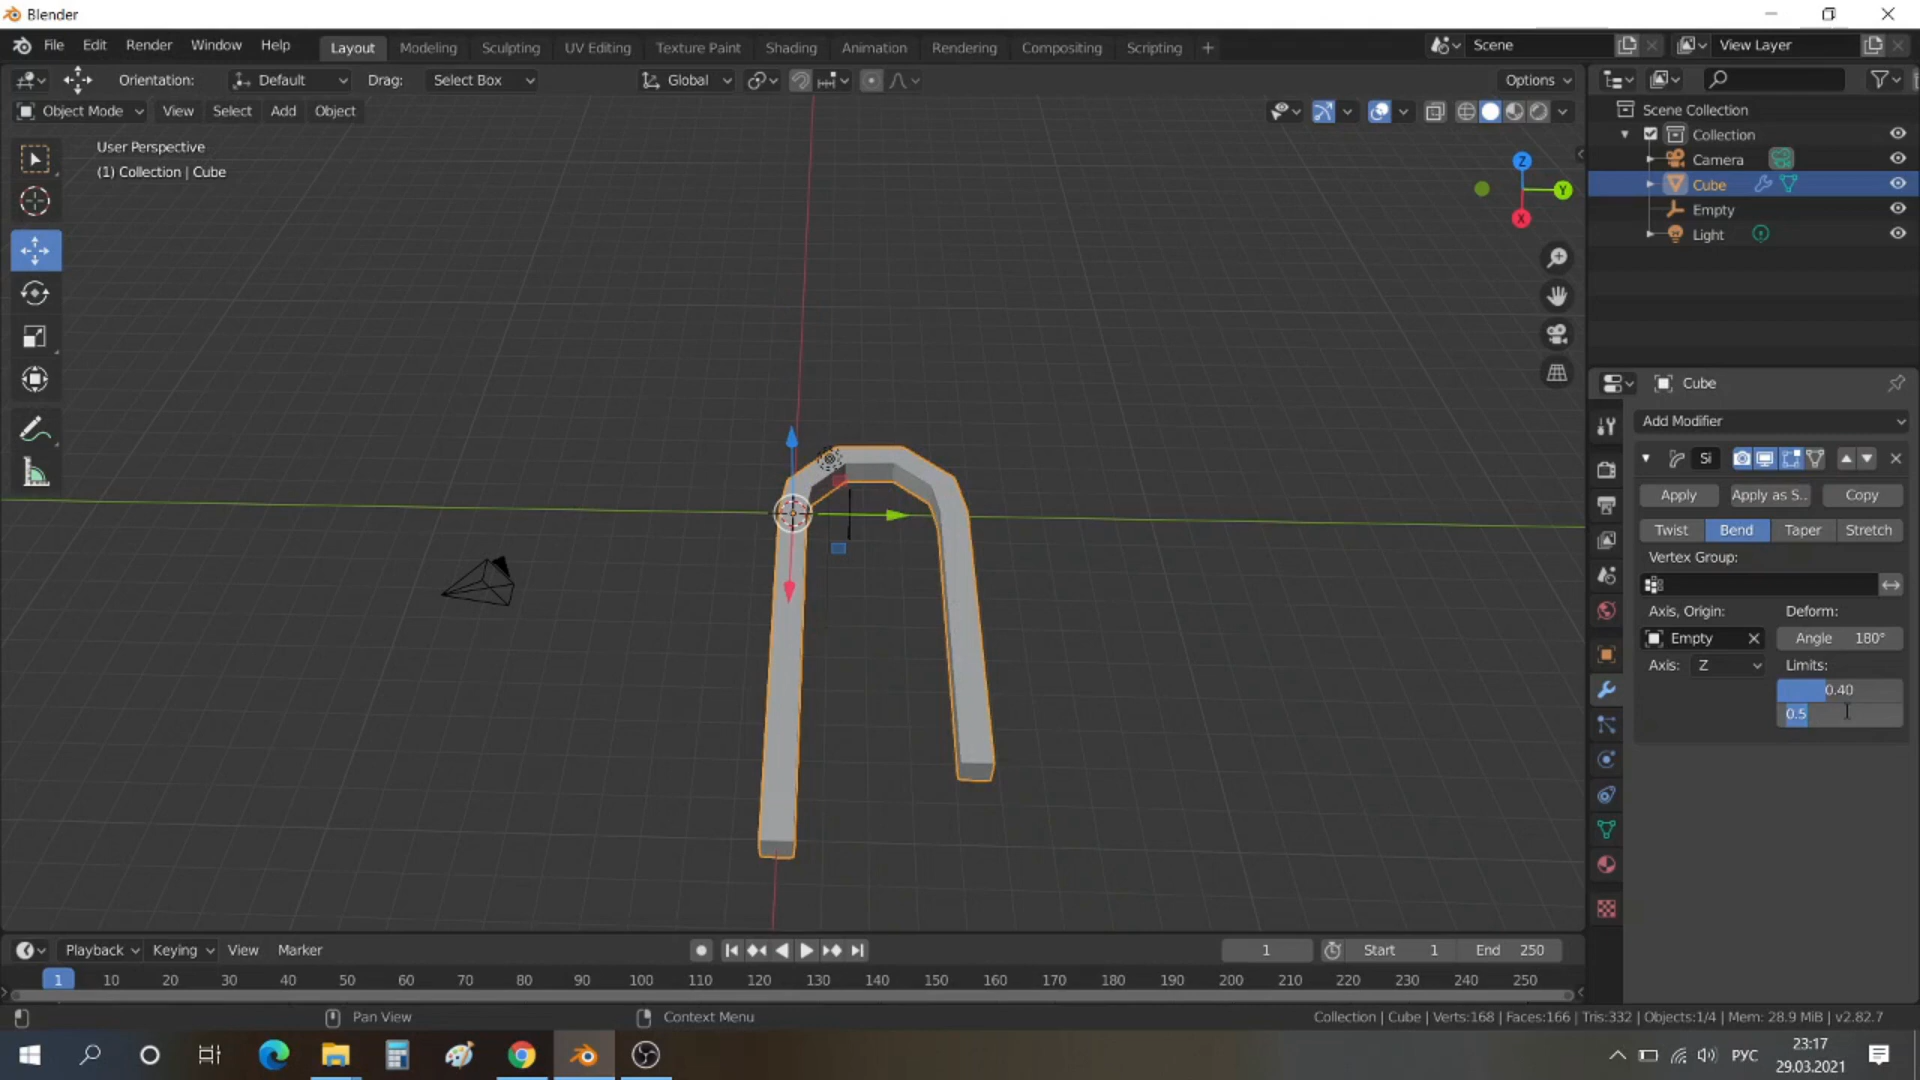 Blender
File Edit Render Window Help Layout Modeling Sculpting UV Editing Texture Paint Shading Animation Rendering Compositing Scripting + Scene View Layer
Orientation: Default Drag: Select Box Global Options
Object Mode View Select Add Object
User Perspective
(1) Collection | Cube
Z
Y
X
Scene Collection
Collection
Camera
Cube
Empty
Light
Cube
Add Modifier
Si
Apply Apply as S.. Copy
Twist Bend Taper Stretch
Vertex Group:
Axis, Origin: Deform:
Empty Angle 180°
Axis: Z Limits:
0.40
0.5
Playback Keying View Marker 1 Start 1 End 250
1 10 20 30 40 50 60 70 80 90 100 110 120 130 140 150 160 170 180 190 200 210 220 230 240 250
Pan View Context Menu Collection | Cube | Verts:168 | Faces:166 | Tris:332 | Objects:1/4 | Mem: 28.9 MiB | v2.82.7
РУС 23:17
29.03.2021